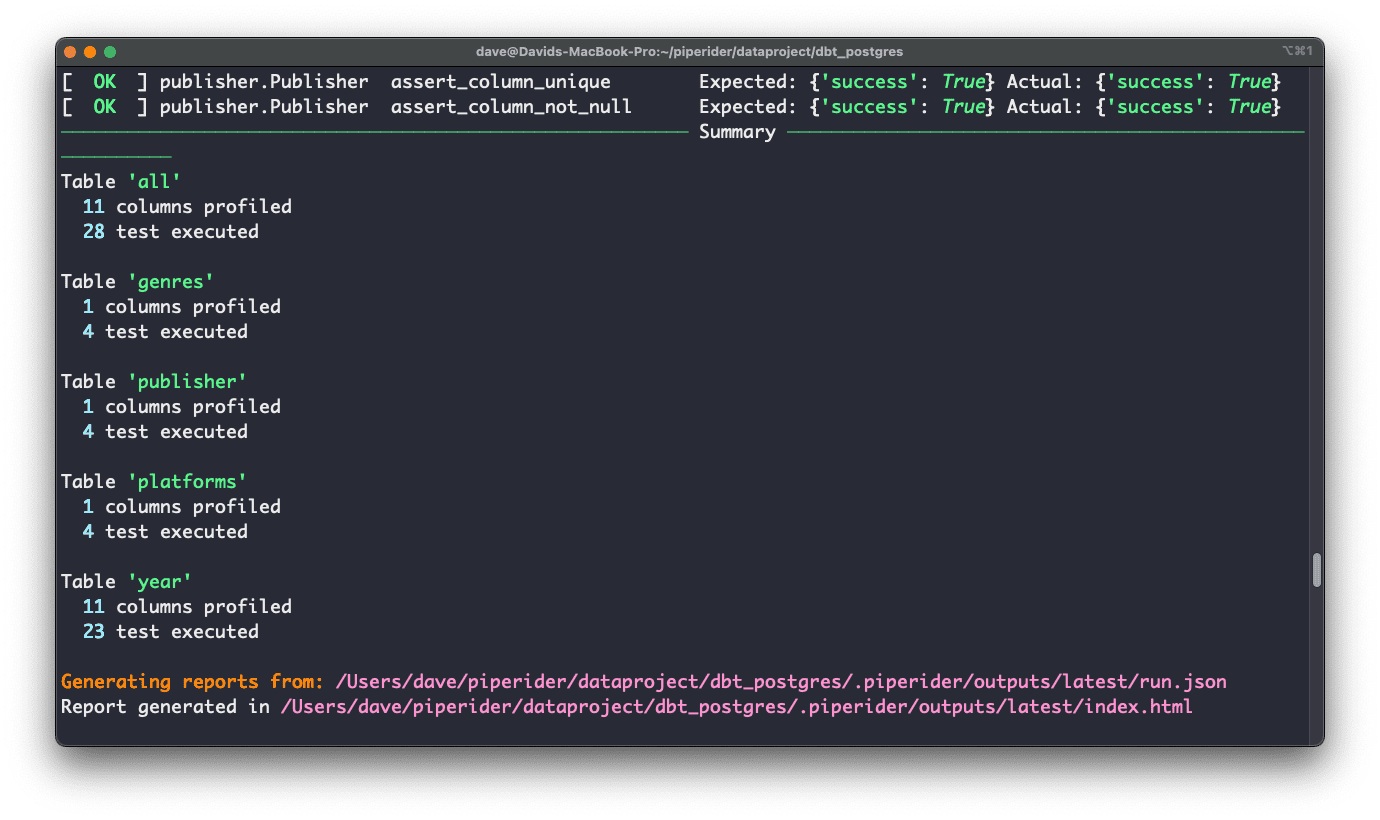 dave@Davids-MacBook-Pro:~/piperider/dataproject/dbt_postgres ⌥⌘1
[  OK  ] publisher.Publisher  assert_column_unique        Expected: {'success': True} Actual: {'success': True}
[  OK  ] publisher.Publisher  assert_column_not_null      Expected: {'success': True} Actual: {'success': True}
Summary
Table 'all'
  11 columns profiled
  28 test executed
Table 'genres'
  1 columns profiled
  4 test executed
Table 'publisher'
  1 columns profiled
  4 test executed
Table 'platforms'
  1 columns profiled
  4 test executed
Table 'year'
  11 columns profiled
  23 test executed
Generating reports from: /Users/dave/piperider/dataproject/dbt_postgres/.piperider/outputs/latest/run.json
Report generated in /Users/dave/piperider/dataproject/dbt_postgres/.piperider/outputs/latest/index.html